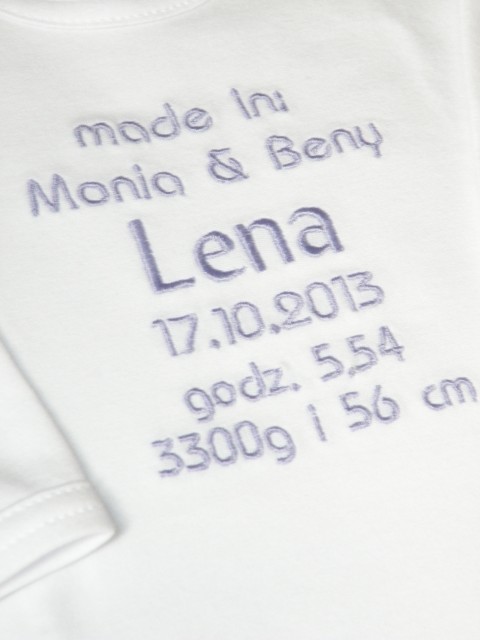 made in:
Monia & Beny
Lena
17.10.2013
godz. 5.54
3300g i 56 cm